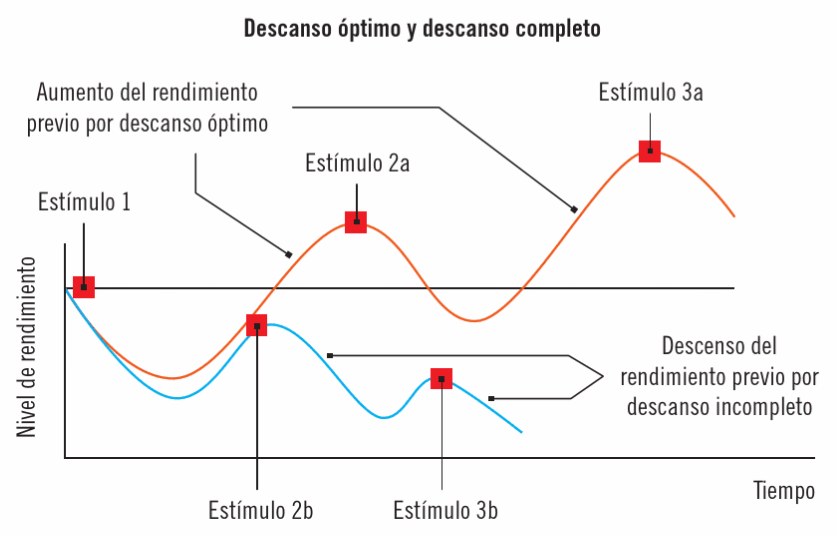 Descanso óptimo y descanso completo
Aumento del rendimiento
previo por descanso óptimo
Estímulo 3a
Estímulo 2a
Estímulo 1
Nivel de rendimiento
Descenso del
rendimiento previo por
descanso incompleto
Tiempo
Estímulo 2b
Estímulo 3b